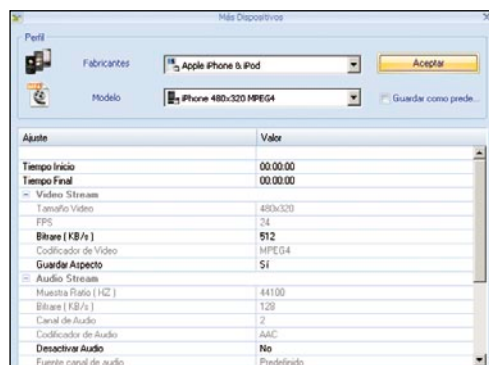 Más Dispositivos
Perfil
Fabricantes
Apple iPhone & iPod
Aceptar
Modelo
iPhone 480x320 MPEG4
Guardar como prede...
Ajuste Valor
Tiempo Inicio 00:00:00
Tiempo Final 00:00:00
Video Stream
Tamaño Video 480x320
FPS 24
Bitrare ( KB/s ) 512
Codificador de Video MPEG4
Guardar Aspecto Sí
Audio Stream
Muestra Ratio ( HZ ) 44100
Bitrare ( KB/s ) 128
Canal de Audio 2
Codificador de Audio AAC
Desactivar Audio No
Fuente canal de audio Predefinido